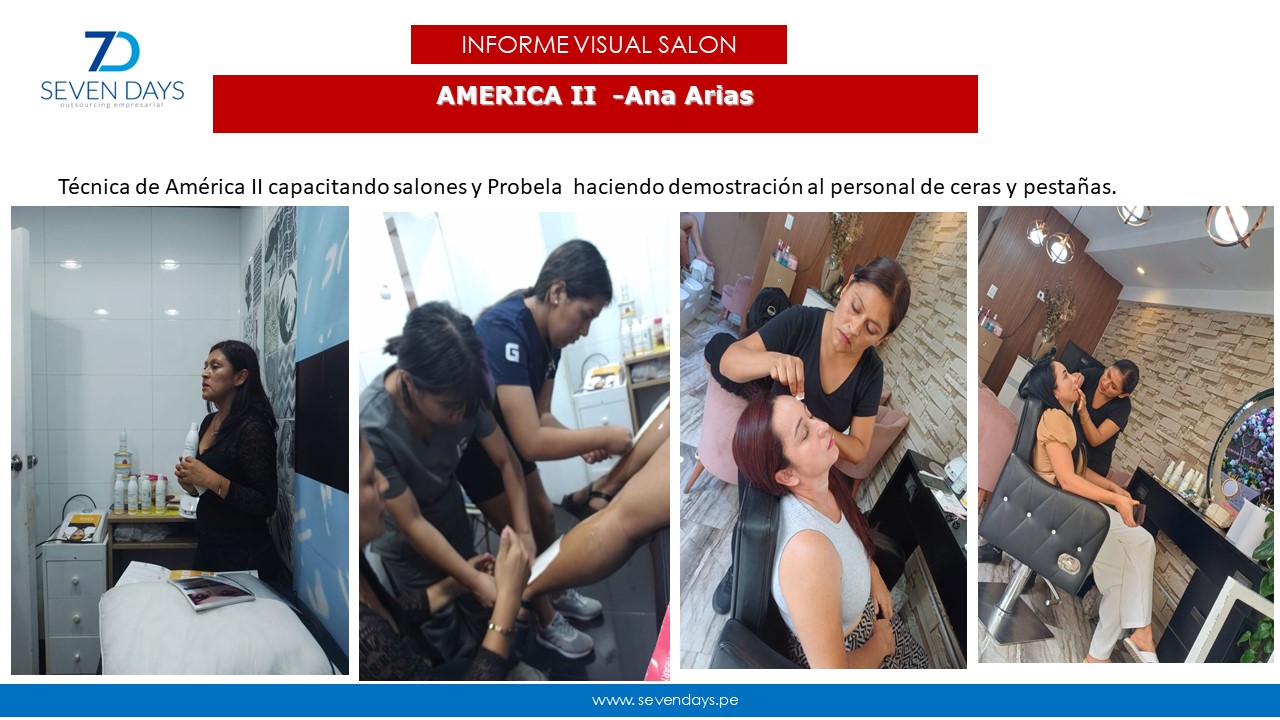 7D
SEVEN DAYS
outsourcing empresarial
INFORME VISUAL SALON
AMERICA II -Ana Arias
Técnica de América II capacitando salones y Probela haciendo demostración al personal de ceras y pestañas.
G
www.sevendays.pe